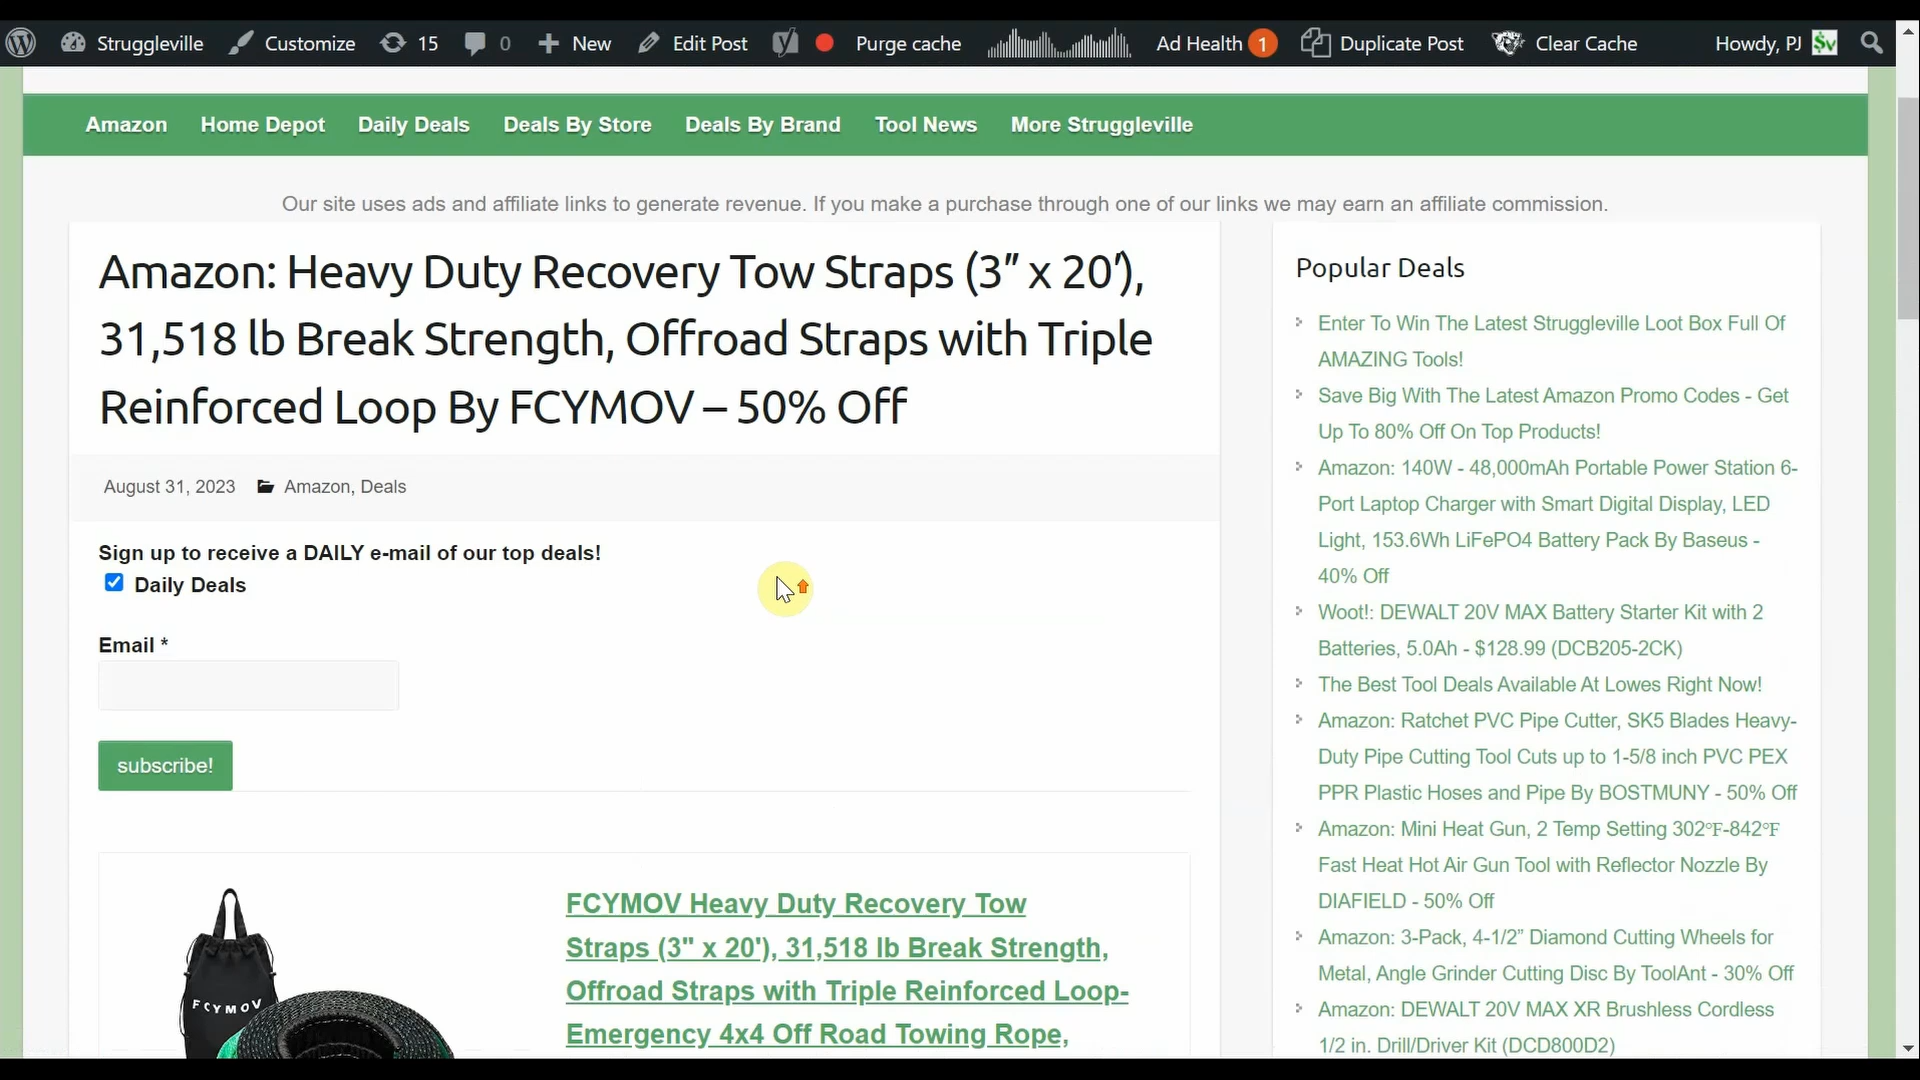 Struggleville Customize 15 0 New Edit Post Purge cache Ad Health 1 Duplicate Post Clear Cache Howdy, PJ $v
Amazon Home Depot Daily Deals Deals By Store Deals By Brand Tool News More Struggleville
Our site uses ads and affiliate links to generate revenue. If you make a purchase through one of our links we may earn an affiliate commission.
Amazon: Heavy Duty Recovery Tow Straps (3” x 20′),
31,518 lb Break Strength, Offroad Straps with Triple
Reinforced Loop By FCYMOV – 50% Off
August 31, 2023 Amazon, Deals
Sign up to receive a DAILY e-mail of our top deals!
Daily Deals
Email *
subscribe!
FCYMOV
FCYMOV Heavy Duty Recovery Tow
Straps (3" x 20'), 31,518 lb Break Strength,
Offroad Straps with Triple Reinforced Loop-
Emergency 4x4 Off Road Towing Rope,
Popular Deals
Enter To Win The Latest Struggleville Loot Box Full Of
AMAZING Tools!
Save Big With The Latest Amazon Promo Codes - Get
Up To 80% Off On Top Products!
Amazon: 140W - 48,000mAh Portable Power Station 6-
Port Laptop Charger with Smart Digital Display, LED
Light, 153.6Wh LiFePO4 Battery Pack By Baseus -
40% Off
Woot!: DEWALT 20V MAX Battery Starter Kit with 2
Batteries, 5.0Ah - $128.99 (DCB205-2CK)
The Best Tool Deals Available At Lowes Right Now!
Amazon: Ratchet PVC Pipe Cutter, SK5 Blades Heavy-
Duty Pipe Cutting Tool Cuts up to 1-5/8 inch PVC PEX
PPR Plastic Hoses and Pipe By BOSTMUNY - 50% Off
Amazon: Mini Heat Gun, 2 Temp Setting 302℉-842℉
Fast Heat Hot Air Gun Tool with Reflector Nozzle By
DIAFIELD - 50% Off
Amazon: 3-Pack, 4-1/2” Diamond Cutting Wheels for
Metal, Angle Grinder Cutting Disc By ToolAnt - 30% Off
Amazon: DEWALT 20V MAX XR Brushless Cordless
1/2 in. Drill/Driver Kit (DCD800D2)